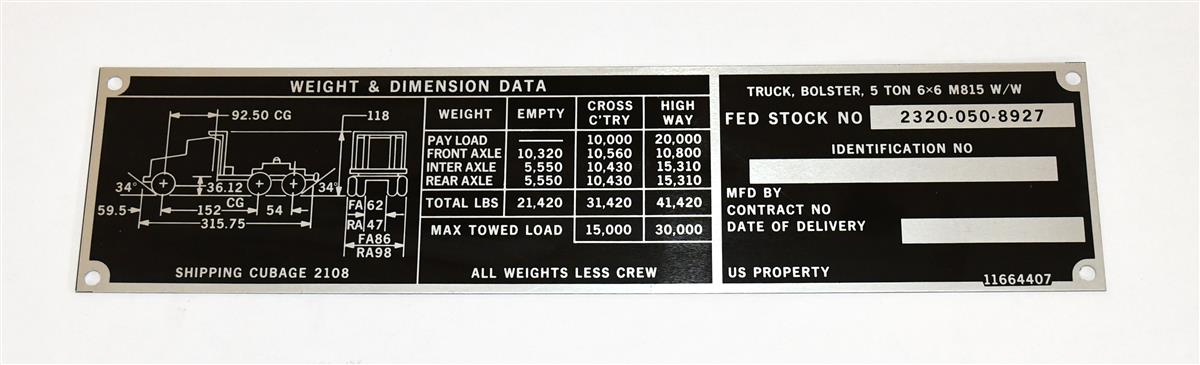 WEIGHT & DIMENSION DATA
92.50 CG
118
34°
36.12
CG
34°
59.5
152
54
315.75
FA 62
RA 47
FA86
RA98
SHIPPING CUBAGE 2108
WEIGHT EMPTY CROSS C'TRY HIGH WAY
PAY LOAD —— 10,000 20,000
FRONT AXLE 10,320 10,560 10,800
INTER AXLE 5,550 10,430 15,310
REAR AXLE 5,550 10,430 15,310
TOTAL LBS 21,420 31,420 41,420
MAX TOWED LOAD 15,000 30,000
ALL WEIGHTS LESS CREW
TRUCK, BOLSTER, 5 TON 6×6 M815 W/W
FED STOCK NO 2320-050-8927
IDENTIFICATION NO
MFD BY
CONTRACT NO
DATE OF DELIVERY
US PROPERTY
11664407